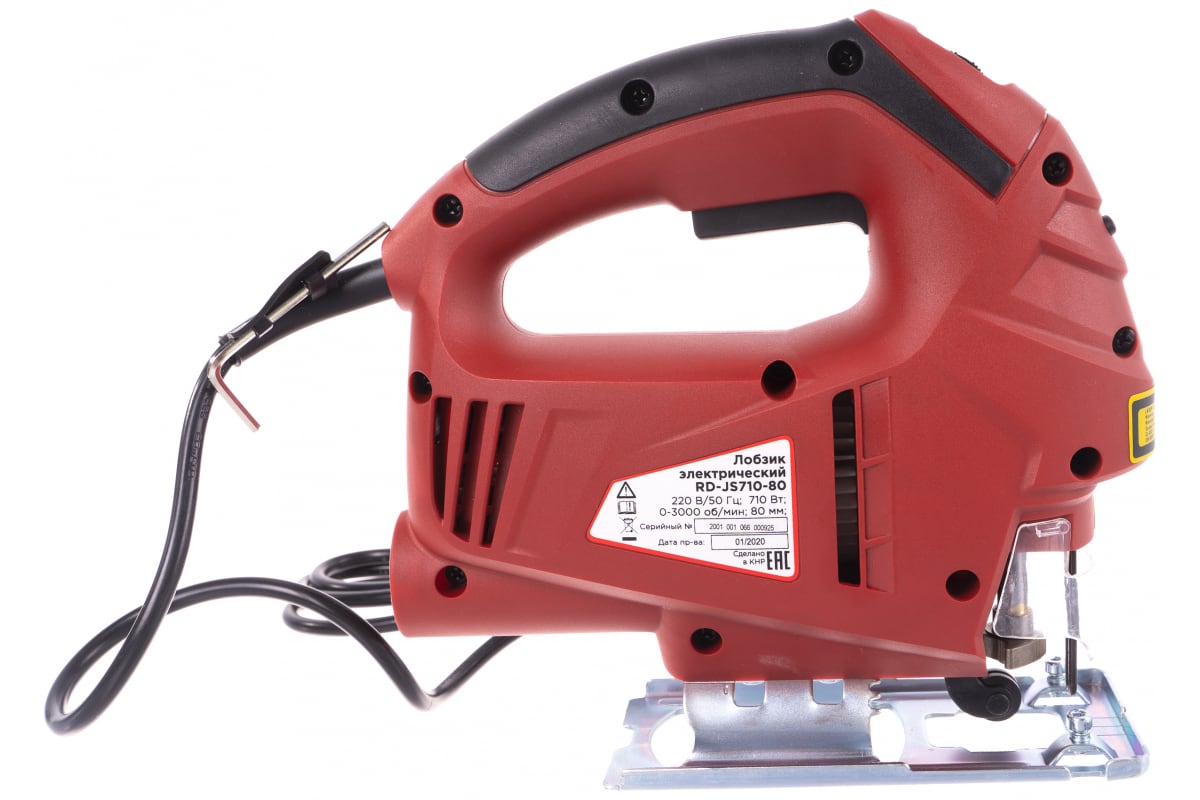 Лобзик
электрический
RD-JS710-80
220 В/50 Гц; 710 Вт;
0-3000 об/мин; 80 мм;
Серийный № 2001 001 066 000925
Дата пр-ва: 01/2020
Сделано
в КНР EAC